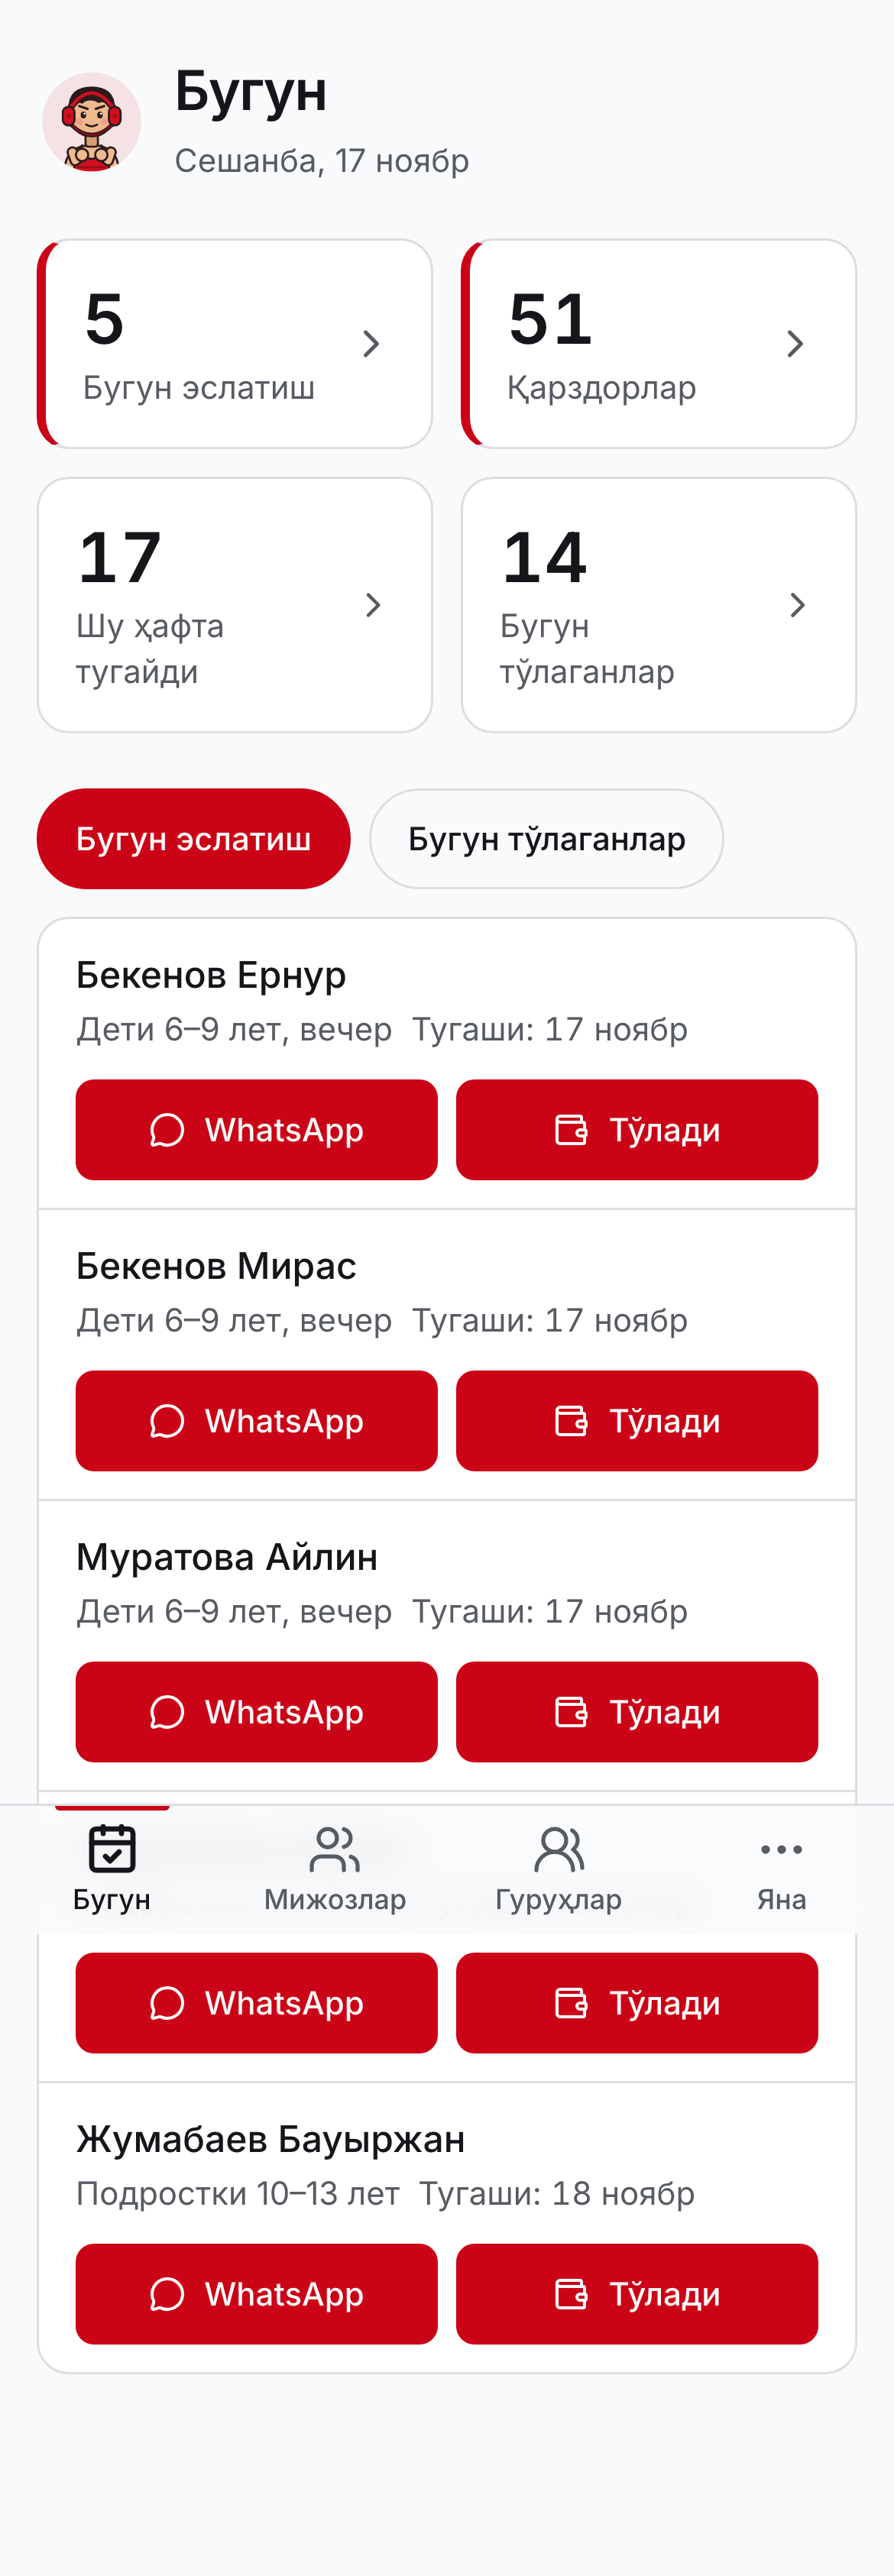 Бугун
Сешанба, 17 ноябр
5
Бугун эслатиш
51
Қарздорлар
17
Шу ҳафта
тугайди
14
Бугун
тўлаганлар
Бугун эслатиш
Бугун тўлаганлар
Бекенов Ернур
Дети 6–9 лет, вечер Тугаши: 17 ноябр
WhatsApp
Тўлади
Бекенов Мирас
Дети 6–9 лет, вечер Тугаши: 17 ноябр
WhatsApp
Тўлади
Муратова Айлин
Дети 6–9 лет, вечер Тугаши: 17 ноябр
WhatsApp
Тўлади
Бугун
Мижозлар
Гуруҳлар
Яна
WhatsApp
Тўлади
Жумабаев Бауыржан
Подростки 10–13 лет Тугаши: 18 ноябр
WhatsApp
Тўлади